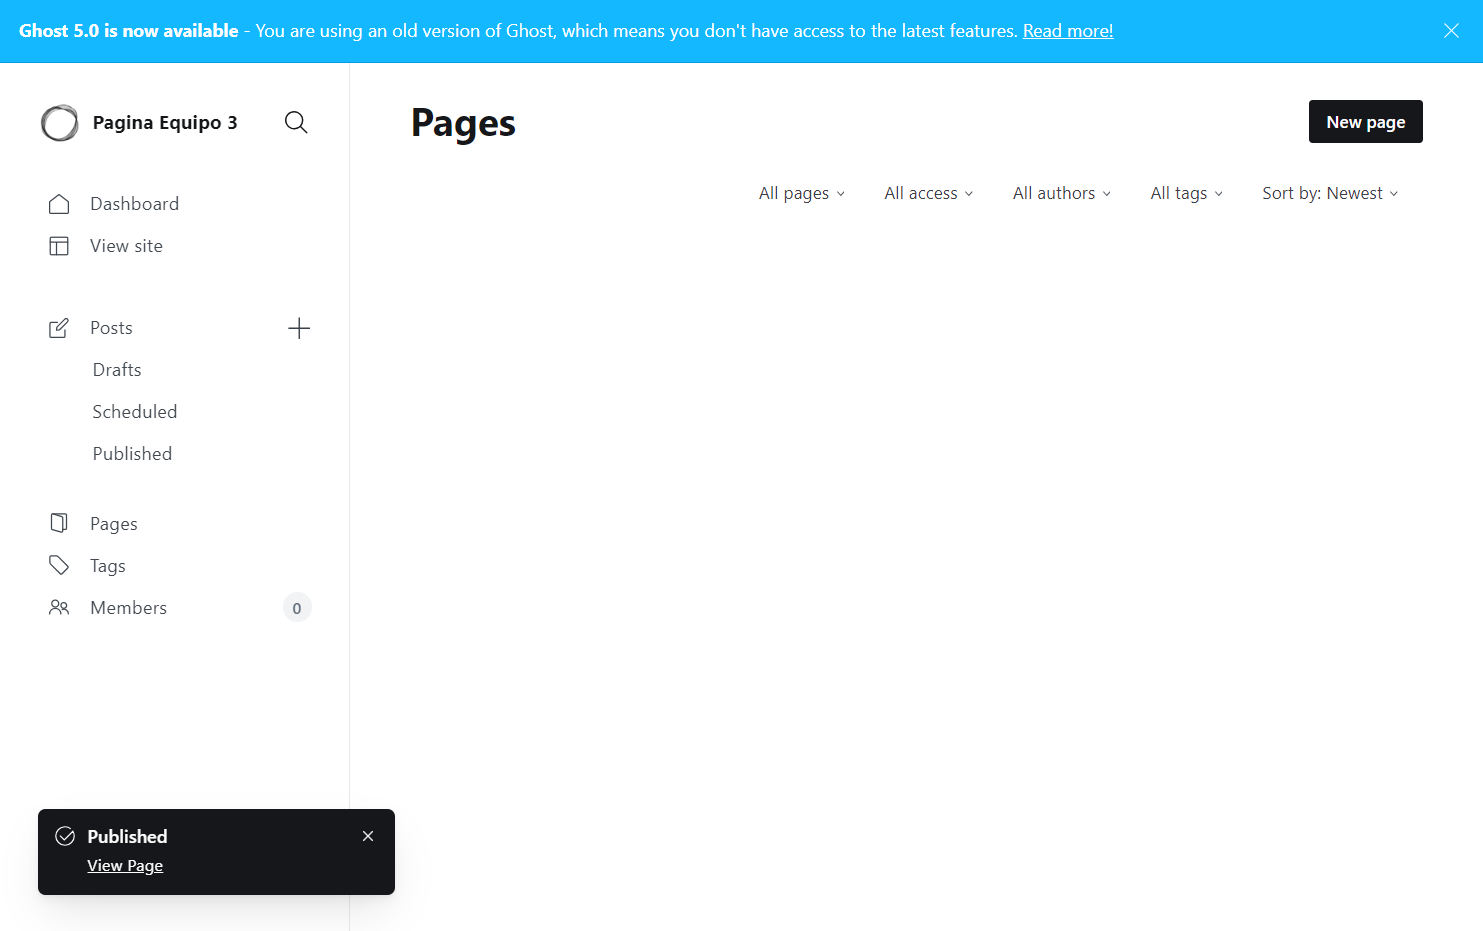 Ghost 5.0 is now available - You are using an old version of Ghost, which means you don't have access to the latest features. Read more!
Pagina Equipo 3
Dashboard
View site
Posts
Drafts
Scheduled
Published
Pages
Tags
Members
0
Pages
New page
All pages
All access
All authors
All tags
Sort by: Newest
Published
View Page